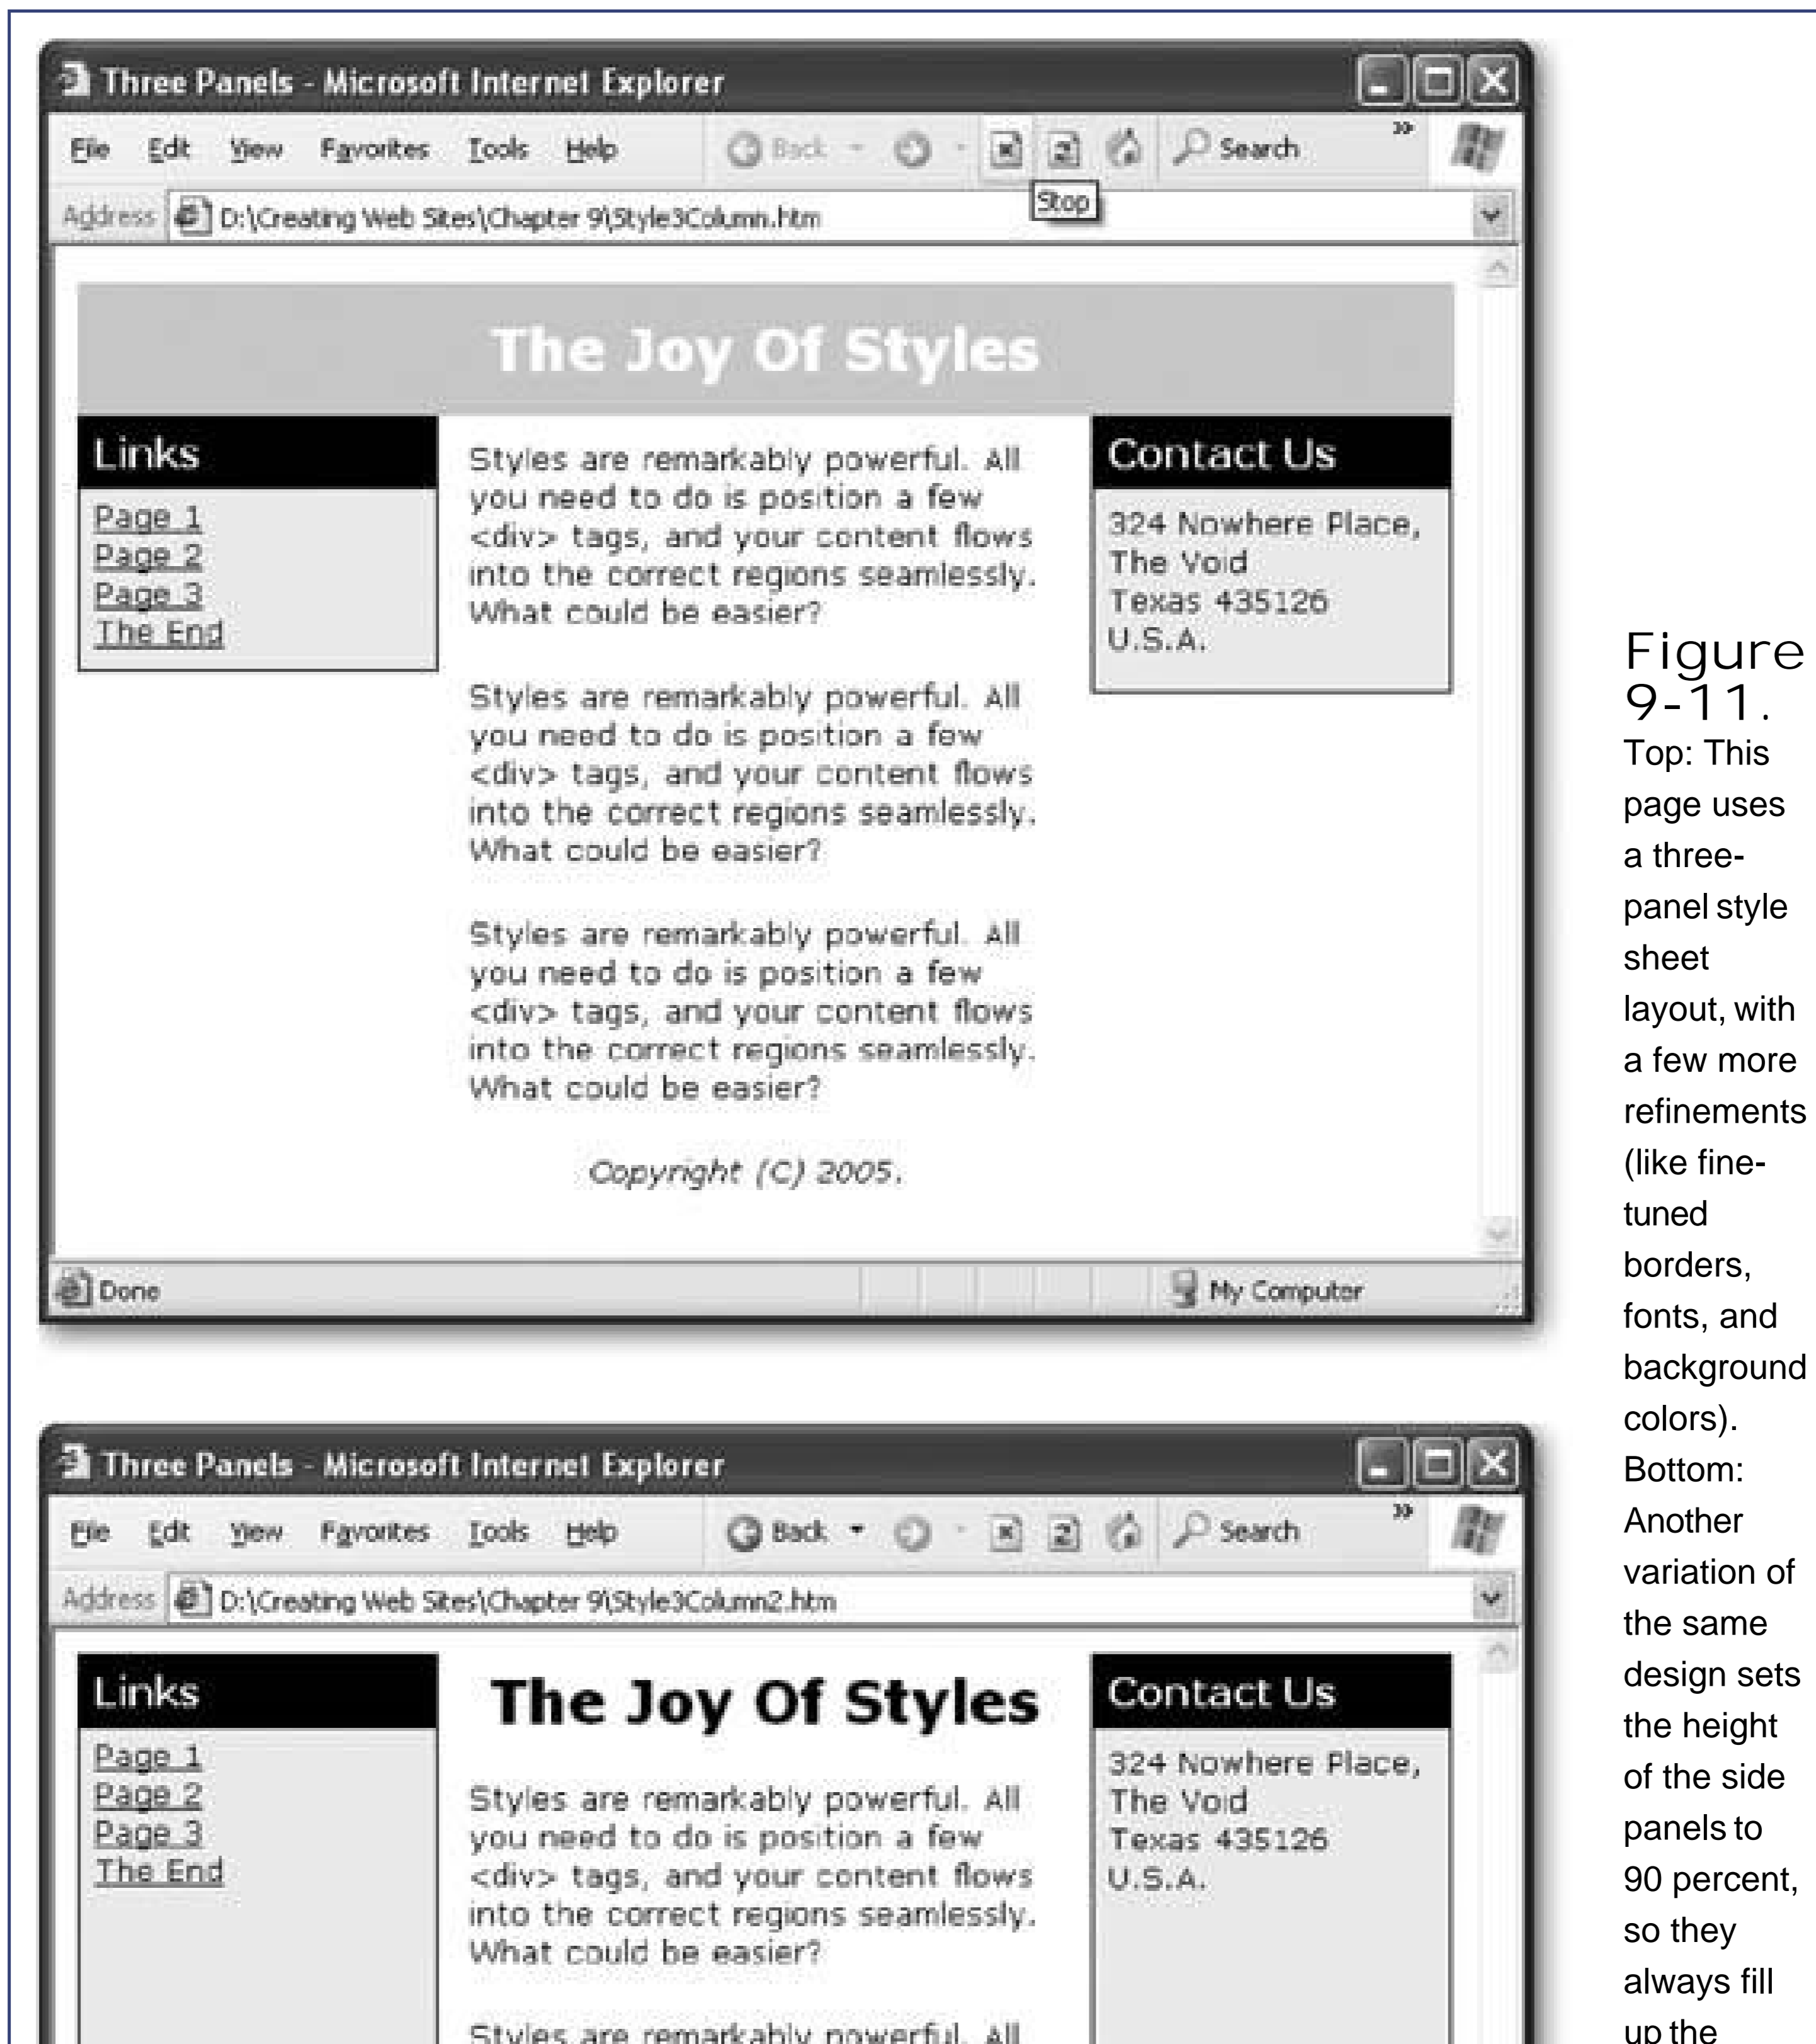 Three Panels - Microsoft Internet Explorer
File Edit View Favorites Tools Help Back Search »
Stop
Address D:\Creating Web Sites\Chapter 9\Style3Column.htm
The Joy Of Styles
Links
Page 1
Page 2
Page 3
The End
Styles are remarkably powerful. All
you need to do is position a few
<div> tags, and your content flows
into the correct regions seamlessly.
What could be easier?
Styles are remarkably powerful. All
you need to do is position a few
<div> tags, and your content flows
into the correct regions seamlessly.
What could be easier?
Styles are remarkably powerful. All
you need to do is position a few
<div> tags, and your content flows
into the correct regions seamlessly.
What could be easier?
Copyright (C) 2005.
Contact Us
324 Nowhere Place,
The Void
Texas 435126
U.S.A.
Done My Computer
Three Panels - Microsoft Internet Explorer
File Edit View Favorites Tools Help Back Search »
Address D:\Creating Web Sites\Chapter 9\Style3Column2.htm
Links
Page 1
Page 2
Page 3
The End
The Joy Of Styles
Styles are remarkably powerful. All
you need to do is position a few
<div> tags, and your content flows
into the correct regions seamlessly.
What could be easier?
Styles are remarkably powerful. All
Contact Us
324 Nowhere Place,
The Void
Texas 435126
U.S.A.
Figure
9-11.
Top: This
page uses
a three-
panel style
sheet
layout, with
a few more
refinements
(like fine-
tuned
borders,
fonts, and
background
colors).
Bottom:
Another
variation of
the same
design sets
the height
of the side
panels to
90 percent,
so they
always fill
up the